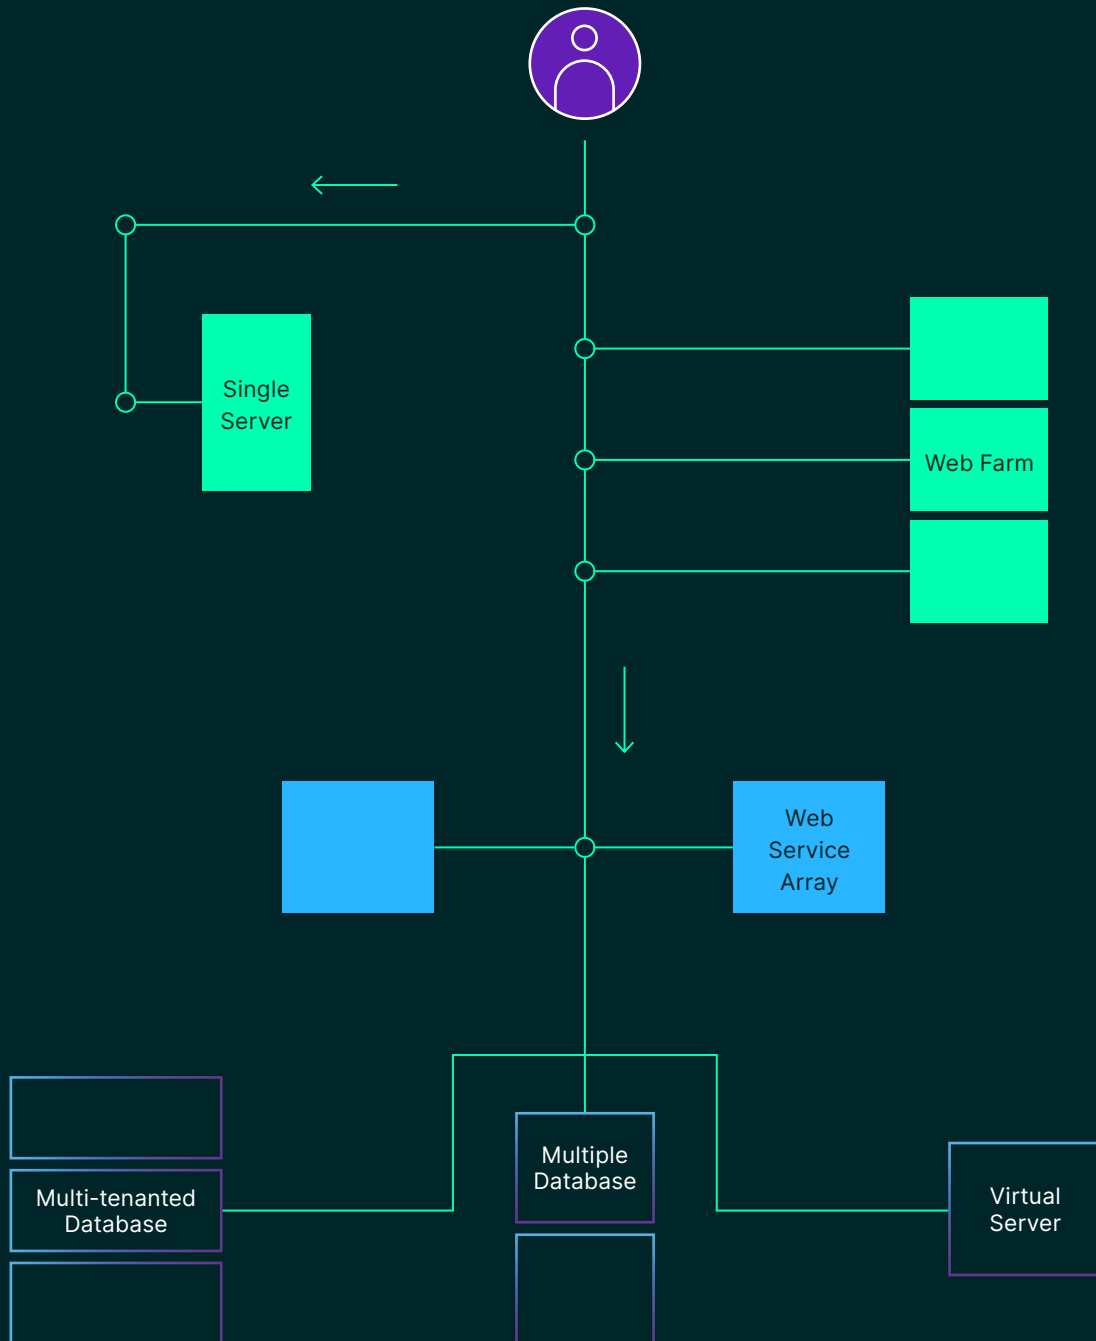 Single
Server
Web Farm
Web
Service
Array
Multiple
Database
Multi-tenanted
Database
Virtual
Server